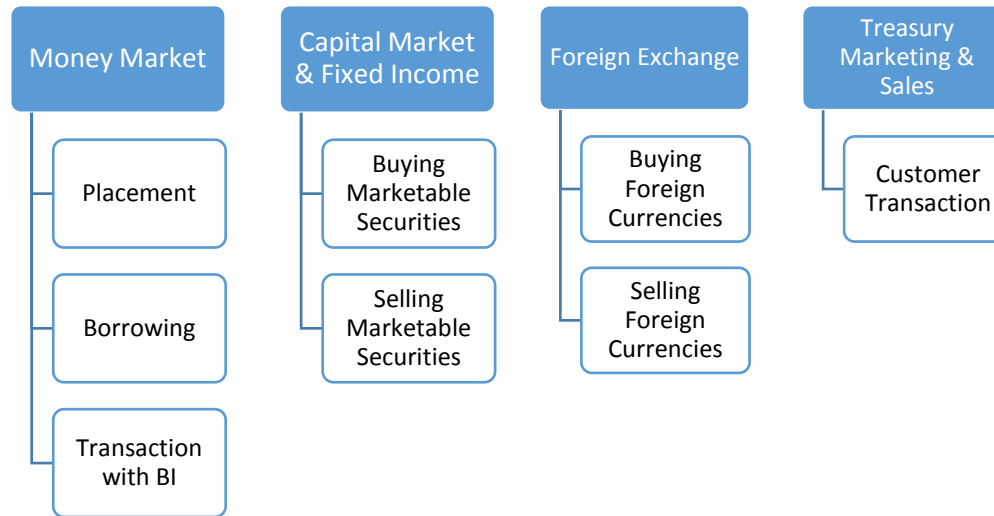 Money Market
Placement
Borrowing
Transaction
with BI
Capital Market
& Fixed Income
Buying
Marketable
Securities
Selling
Marketable
Securities
Foreign Exchange
Buying
Foreign
Currencies
Selling
Foreign
Currencies
Treasury
Marketing &
Sales
Customer
Transaction